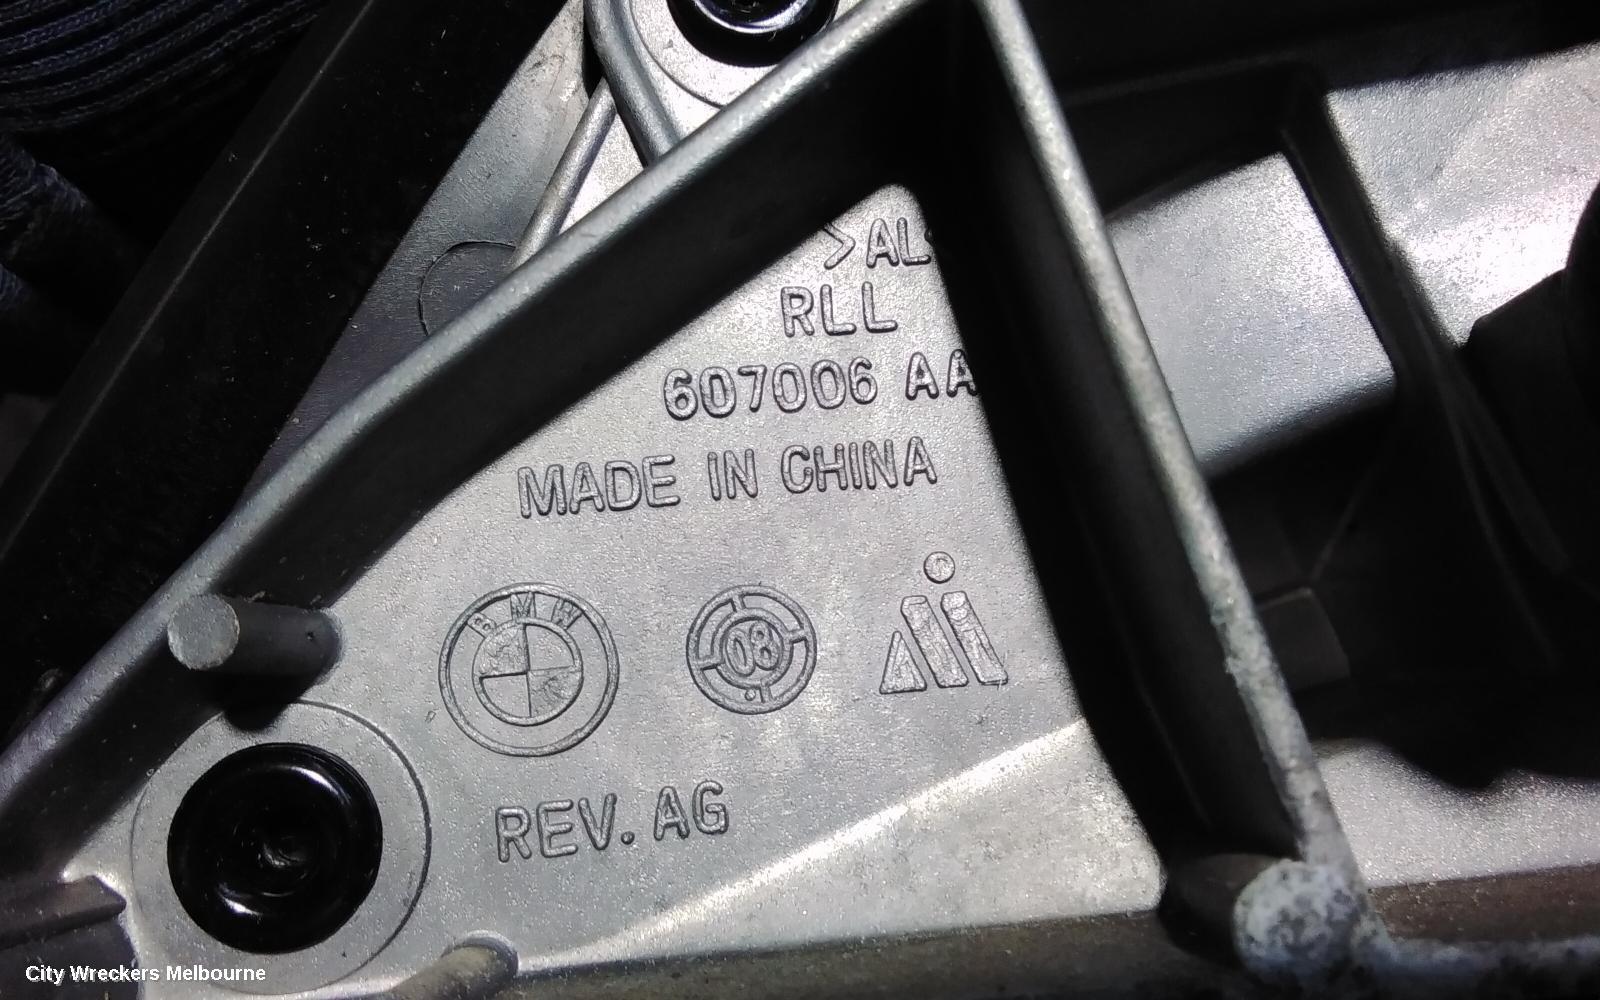 >AL<
RLL
607006 AA
MADE IN CHINA
BMW
08
REV. AG
City Wreckers Melbourne